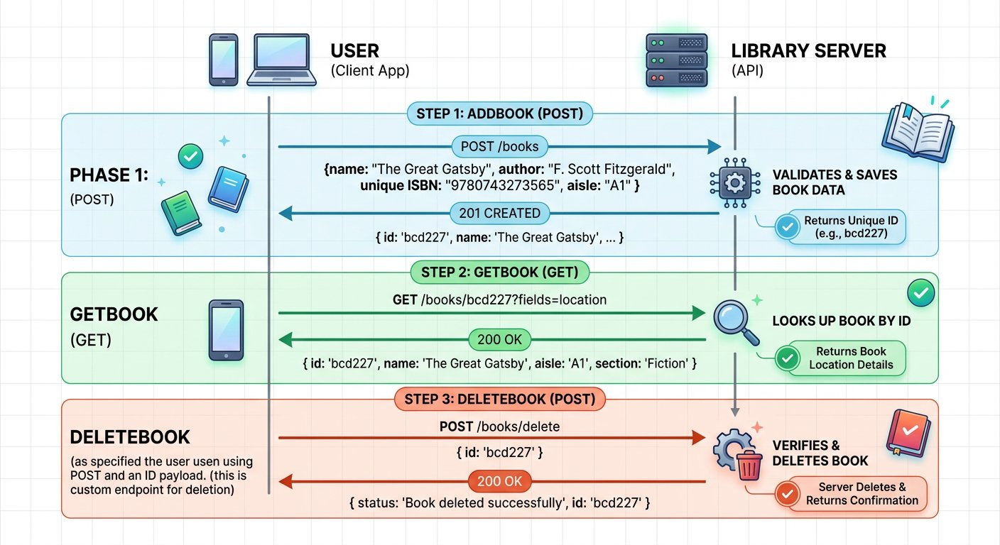 USER
(Client App)
LIBRARY SERVER
(API)
STEP 1: ADDBOOK (POST)
PHASE 1:
(POST)
POST /books
{name: "The Great Gatsby", author: "F. Scott Fitzgerald",
unique ISBN: "9780743273565", aisle: "A1" }
201 CREATED
{ id: 'bcd227', name: 'The Great Gatsby', ... }
VALIDATES & SAVES
BOOK DATA
Returns Unique ID
(e.g., bcd227)
STEP 2: GETBOOK (GET)
GETBOOK
(GET)
GET /books/bcd227?fields=location
200 OK
{ id: 'bcd227', name: 'The Great Gatsby', aisle: 'A1', section: 'Fiction' }
LOOKS UP BOOK BY ID
Returns Book
Location Details
STEP 3: DELETEBOOK (POST)
DELETEBOOK
(as specified the user usen using
POST and an ID payload. (this is
custom endpoint for deletion)
POST /books/delete
{ id: 'bcd227' }
200 OK
{ status: 'Book deleted successfully', id: 'bcd227' }
VERIFIES &
DELETES BOOK
Server Deletes &
Returns Confirmation